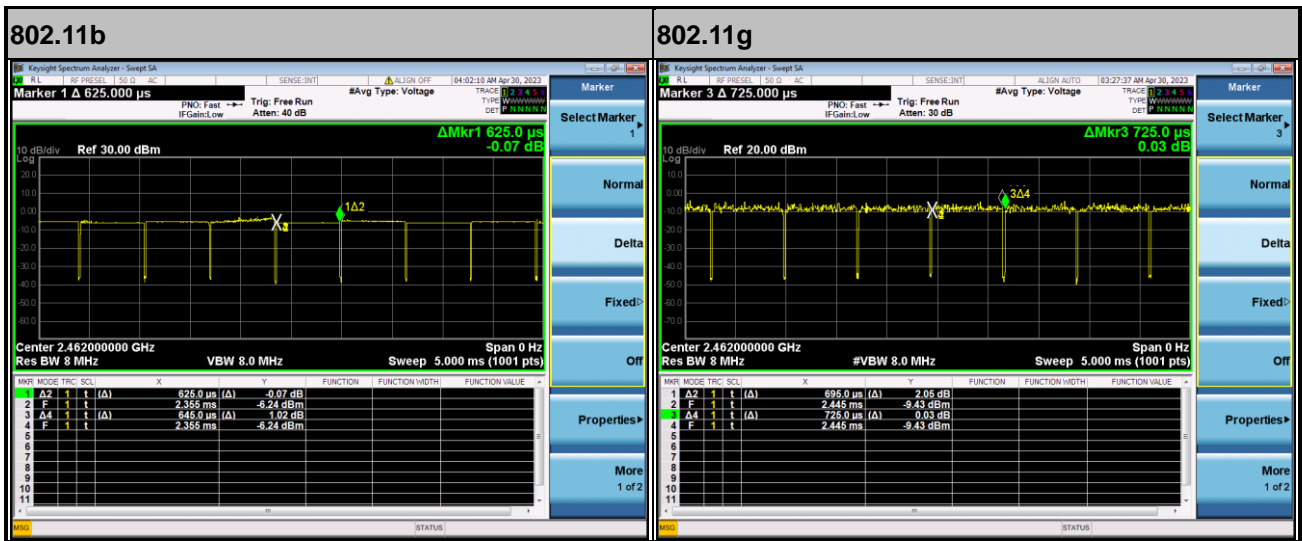 802.11b
Keysight Spectrum Analyzer - Swept SA
RL RF PRESEL 50 Ω AC SENSE:INT ALIGN OFF 04:02:10 AM Apr 30, 2023
Marker 1 Δ 625.000 µs
PNO: Fast
IFGain:Low
Trig: Free Run
Atten: 40 dB
#Avg Type: Voltage
TRACE 1 2 3 4 5 6
TYPE WWWWWW
DET P N N N N N
ΔMkr1 625.0 µs
-0.07 dB
10 dB/div Ref 30.00 dBm
Log
20.0
10.0
0.00
-10.0
-20.0
-30.0
-40.0
-50.0
-60.0
1Δ2
Center 2.462000000 GHz Span 0 Hz
Res BW 8 MHz VBW 8.0 MHz Sweep 5.000 ms (1001 pts)
MKR MODE TRC SCL X Y FUNCTION FUNCTION WIDTH FUNCTION VALUE
1 Δ2 1 t (Δ) 625.0 µs (Δ) -0.07 dB
2 F 1 t 2.355 ms -6.24 dBm
3 Δ4 1 t (Δ) 645.0 µs (Δ) 1.02 dB
4 F 1 t 2.355 ms -6.24 dBm
5
6
7
8
9
10
11
MSG STATUS
Marker
Select Marker
1
Normal
Delta
Fixed
Off
Properties
More
1 of 2
802.11g
Keysight Spectrum Analyzer - Swept SA
RL RF PRESEL 50 Ω AC SENSE:INT ALIGN AUTO 03:27:37 AM Apr 30, 2023
Marker 3 Δ 725.000 µs
PNO: Fast
IFGain:Low
Trig: Free Run
Atten: 30 dB
#Avg Type: Voltage
TRACE 1 2 3 4 5 6
TYPE WWWWWW
DET P N N N N N
ΔMkr3 725.0 µs
0.03 dB
10 dB/div Ref 20.00 dBm
Log
10.0
0.00
-10.0
-20.0
-30.0
-40.0
-50.0
-60.0
-70.0
3Δ4
Center 2.462000000 GHz Span 0 Hz
Res BW 8 MHz #VBW 8.0 MHz Sweep 5.000 ms (1001 pts)
MKR MODE TRC SCL X Y FUNCTION FUNCTION WIDTH FUNCTION VALUE
1 Δ2 1 t (Δ) 695.0 µs (Δ) 2.05 dB
2 F 1 t 2.445 ms -9.43 dBm
3 Δ4 1 t (Δ) 725.0 µs (Δ) 0.03 dB
4 F 1 t 2.445 ms -9.43 dBm
5
6
7
8
9
10
11
MSG STATUS
Marker
Select Marker
3
Normal
Delta
Fixed
Off
Properties
More
1 of 2